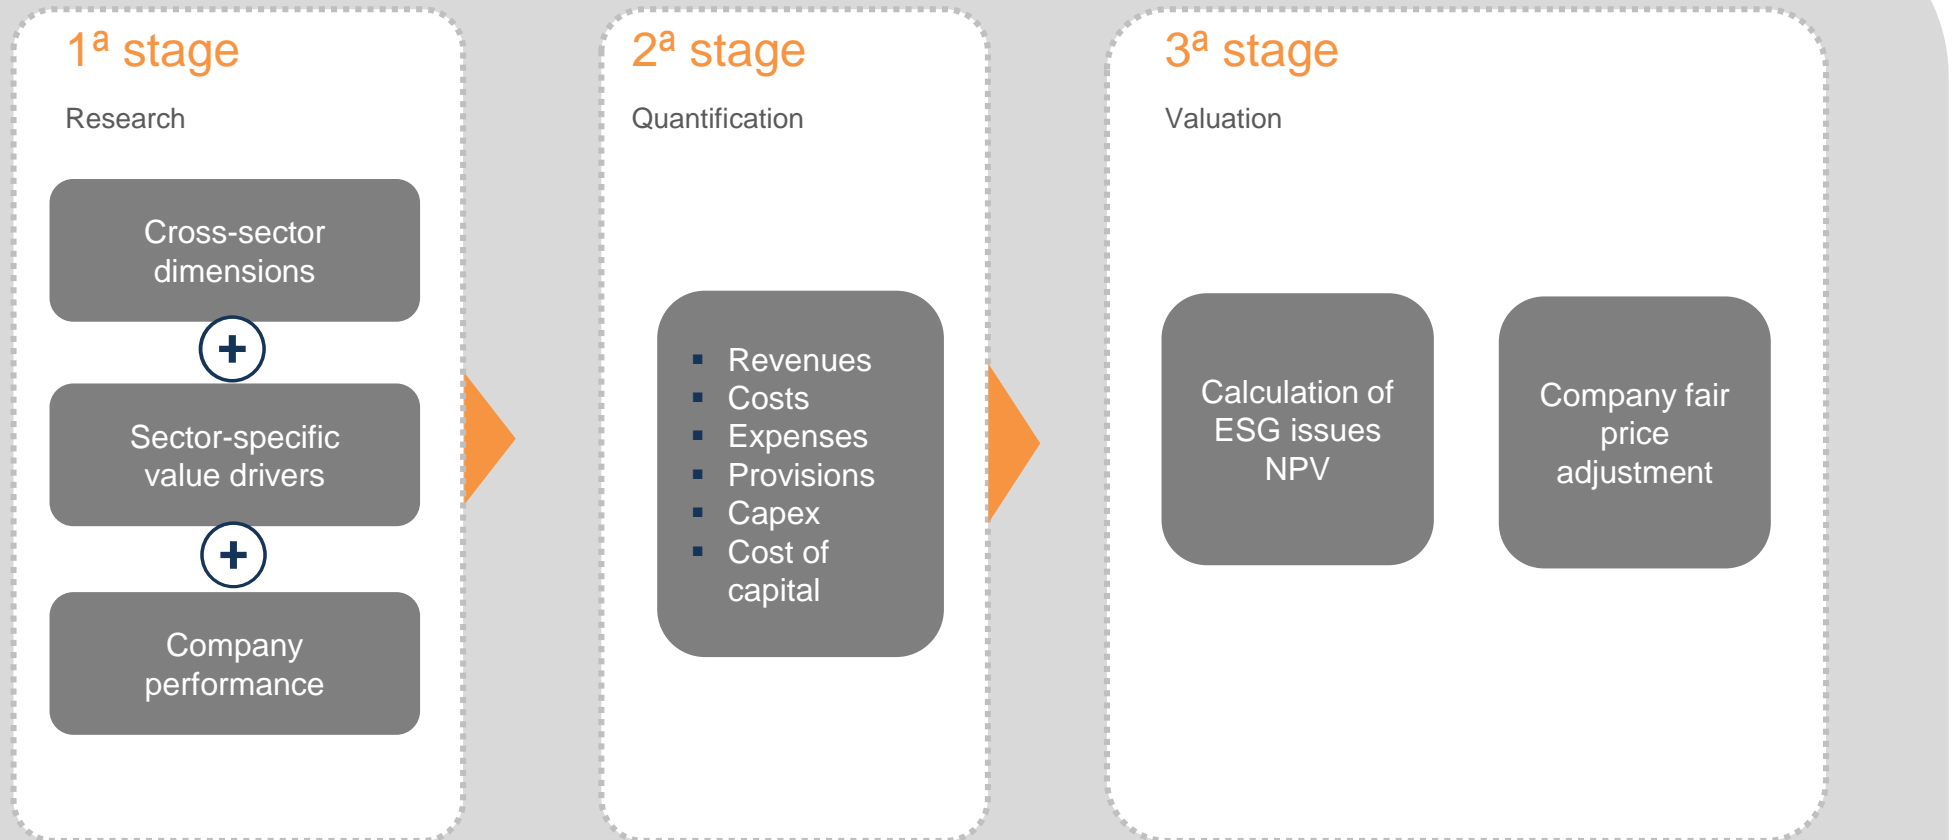 1ª stage
Research
Cross-sector
dimensions
+
Sector-specific
value drivers
+
Company
performance
2ª stage
Quantification
▪ Revenues
▪ Costs
▪ Expenses
▪ Provisions
▪ Capex
▪ Cost of
capital
3ª stage
Valuation
Calculation of
ESG issues
NPV
Company fair
price
adjustment